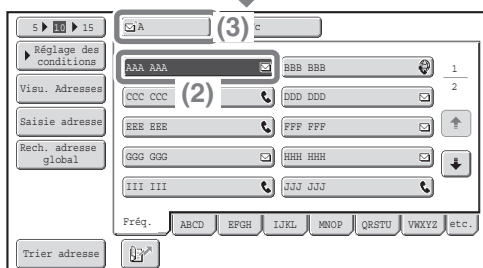 5 10 15
A
(3)
c
Réglage des
conditions
AAA AAA
BBB BBB
1
2
Visu. Adresses
CCC CCC
(2)
DDD DDD
Saisie adresse
EEE EEE
FFF FFF
Rech. adresse
global
GGG GGG
HHH HHH
III III
JJJ JJJ
Fréq.
ABCD
EFGH
IJKL
MNOP
QRSTU
VWXYZ
etc.
Trier adresse